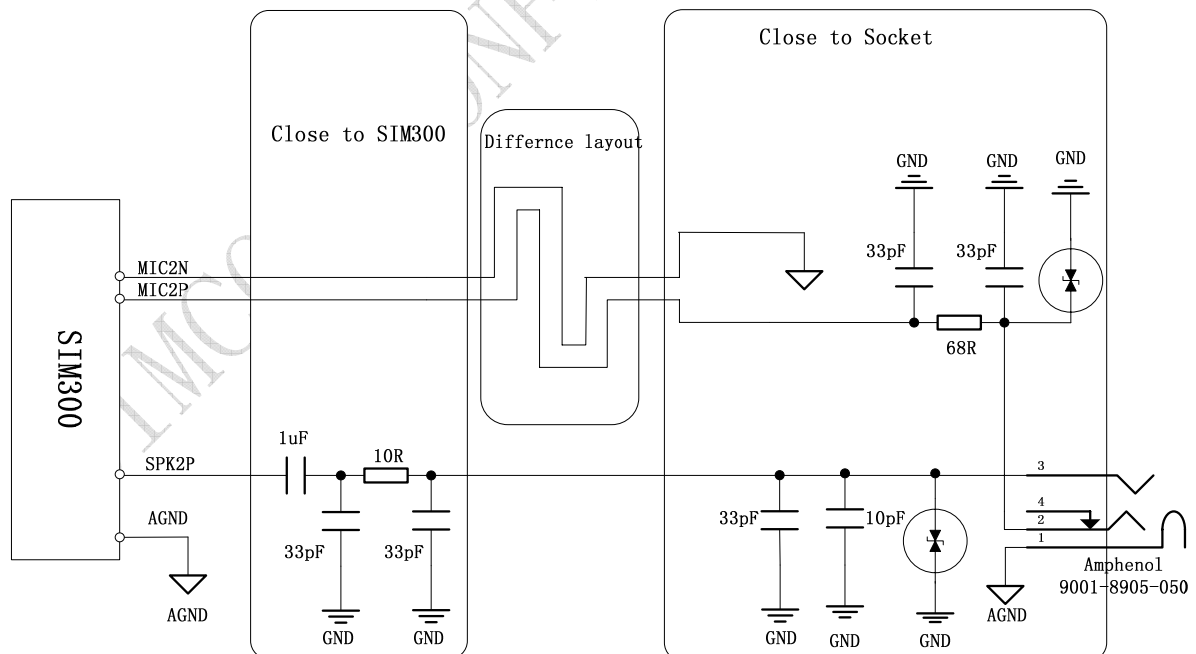 Close to Socket
Close to SIM300
Differnce layout
GND
GND
GND
33pF
33pF
68R
MIC2N
MIC2P
SIM300
1uF
10R
SPK2P
AGND
AGND
33pF
33pF
GND
GND
33pF
10pF
GND
GND
GND
3
4
2
1
AGND
Amphenol
9001-8905-050